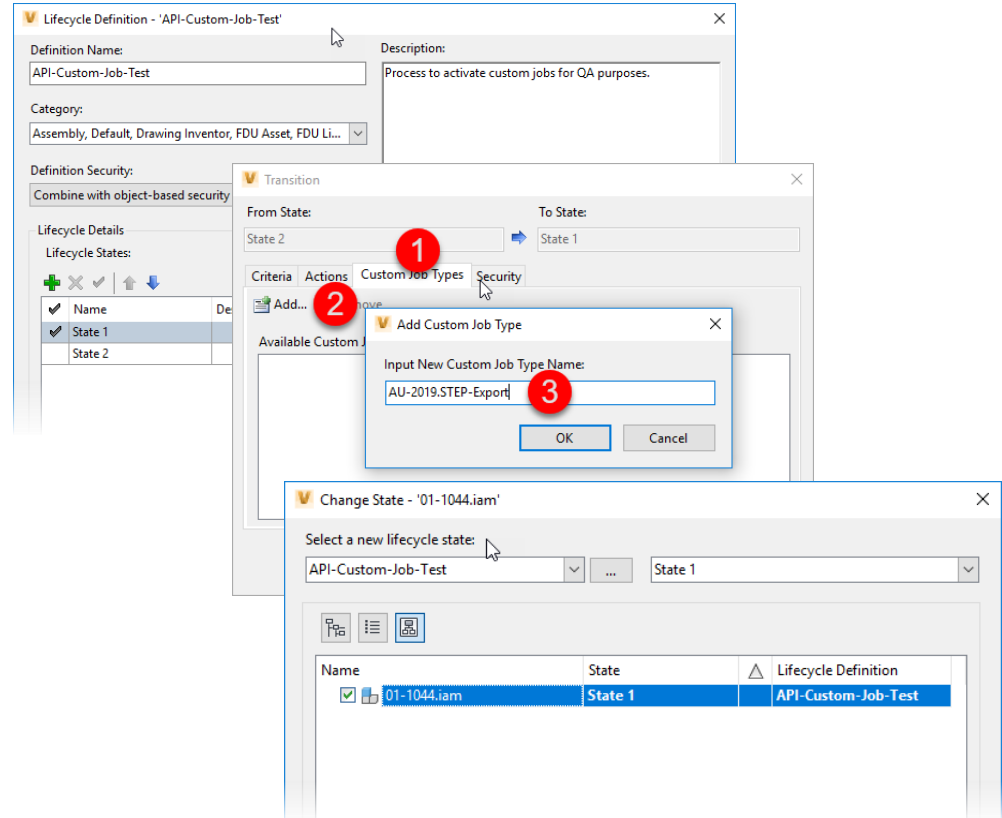 Lifecycle Definition - 'API-Custom-Job-Test'
Definition Name:
API-Custom-Job-Test
Description:
Process to activate custom jobs for QA purposes.
Category:
Assembly, Default, Drawing Inventor, FDU Asset, FDU Li...
Definition Security:
Combine with object-based security
Lifecycle Details
Lifecycle States:
Name
State 1
State 2
Transition
From State:
To State:
State 2
State 1
1
Criteria
Actions
Custom Job Types
Security
Add...
2
Available Custom
Add Custom Job Type
Input New Custom Job Type Name:
AU-2019.STEP-Export
3
OK
Cancel
Change State - '01-1044.iam'
Select a new lifecycle state:
API-Custom-Job-Test
...
State 1
Name
State
Lifecycle Definition
01-1044.iam
State 1
API-Custom-Job-Test